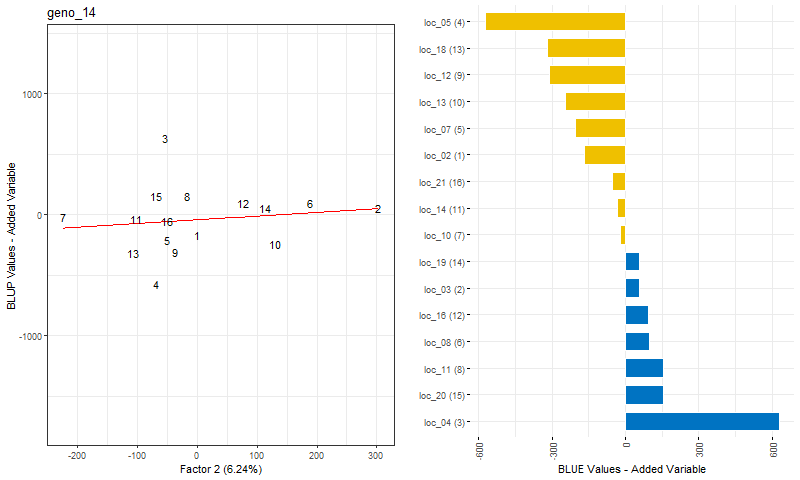 geno_14
BLUP Values - Added Variable
1000
0
-1000
3
15
8
7
11
16
12
14
6
2
5
1
13
9
10
4
-200
-100
0
100
200
300
Factor 2 (6.24%)
loc_05 (4)
loc_18 (13)
loc_12 (9)
loc_13 (10)
loc_07 (5)
loc_02 (1)
loc_21 (16)
loc_14 (11)
loc_10 (7)
loc_19 (14)
loc_03 (2)
loc_16 (12)
loc_08 (6)
loc_11 (8)
loc_20 (15)
loc_04 (3)
-600
-300
0
300
600
BLUE Values - Added Variable